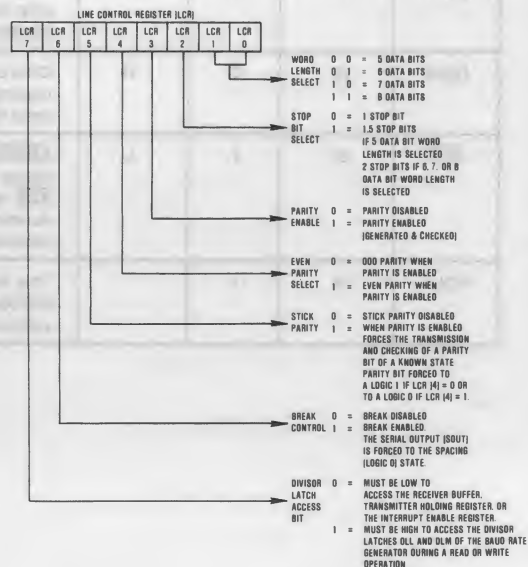 LINE CONTROL REGISTER (LCR)
LCR LCR LCR LCR LCR LCR LCR LCR
7 6 5 4 3 2 1 0
WORD 0 0 = 5 DATA BITS
LENGTH 0 1 = 6 DATA BITS
SELECT 1 0 = 7 DATA BITS
1 1 = 8 DATA BITS
STOP 0 = 1 STOP BIT
BIT 1 = 1.5 STOP BITS
SELECT IF 5 DATA BIT WORD
LENGTH IS SELECTED
2 STOP BITS IF 6, 7, OR 8
DATA BIT WORD LENGTH
IS SELECTED
PARITY 0 = PARITY DISABLED
ENABLE 1 = PARITY ENABLED
(GENERATED & CHECKED)
EVEN 0 = ODD PARITY WHEN
PARITY PARITY IS ENABLED
SELECT 1 = EVEN PARITY WHEN
PARITY IS ENABLED
STICK 0 = STICK PARITY DISABLED
PARITY 1 = WHEN PARITY IS ENABLED
FORCES THE TRANSMISSION
AND CHECKING OF A PARITY
BIT OF A KNOWN STATE
PARITY BIT FORCED TO
A LOGIC 1 IF LCR (4) = 0 OR
TO A LOGIC 0 IF LCR (4) = 1.
BREAK 0 = BREAK DISABLED
CONTROL 1 = BREAK ENABLED.
THE SERIAL OUTPUT (SOUT)
IS FORCED TO THE SPACING
(LOGIC 0) STATE.
DIVISOR 0 = MUST BE LOW TO
LATCH ACCESS THE RECEIVER BUFFER,
ACCESS TRANSMITTER HOLDING REGISTER, OR
BIT THE INTERRUPT ENABLE REGISTER.
1 = MUST BE HIGH TO ACCESS THE DIVISOR
LATCHES DLL AND DLM OF THE BAUD RATE
GENERATOR DURING A READ OR WRITE
OPERATION